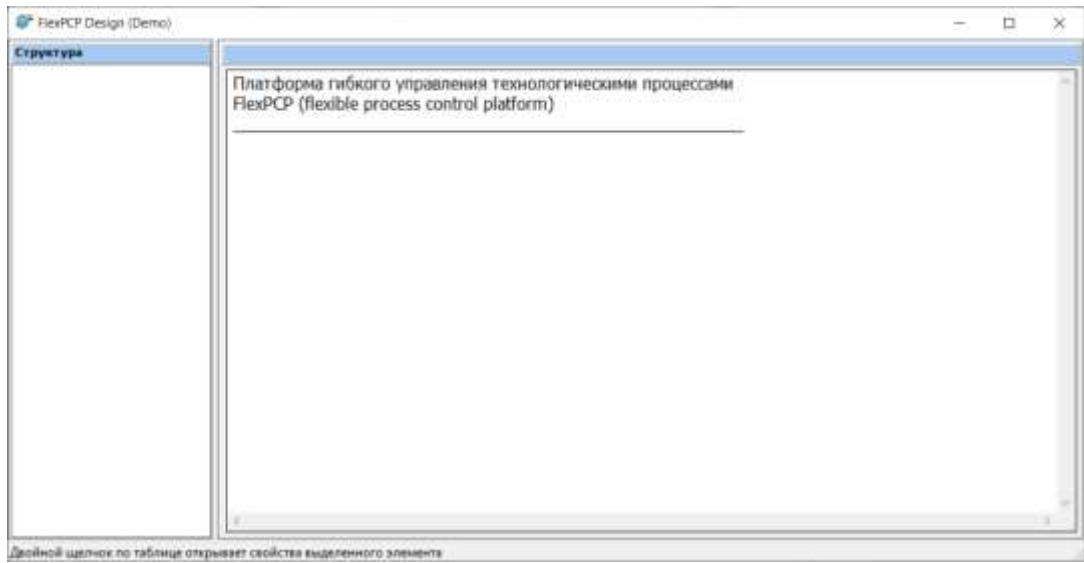 FlexPCP Design (Demo)
Структура
Платформа гибкого управления технологическими процессами
FlexPCP (flexible process control platform)
Двойной щелчок по таблице открывает свойства выделенного элемента